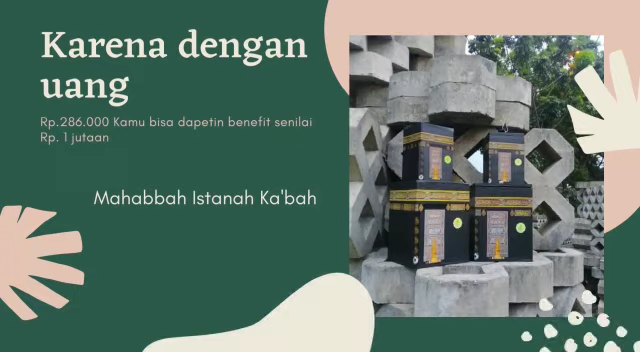 Karena dengan
uang
Rp.286.000 Kamu bisa dapetin benefit senilai
Rp. 1 jutaan
Mahabbah Istanah Ka'bah